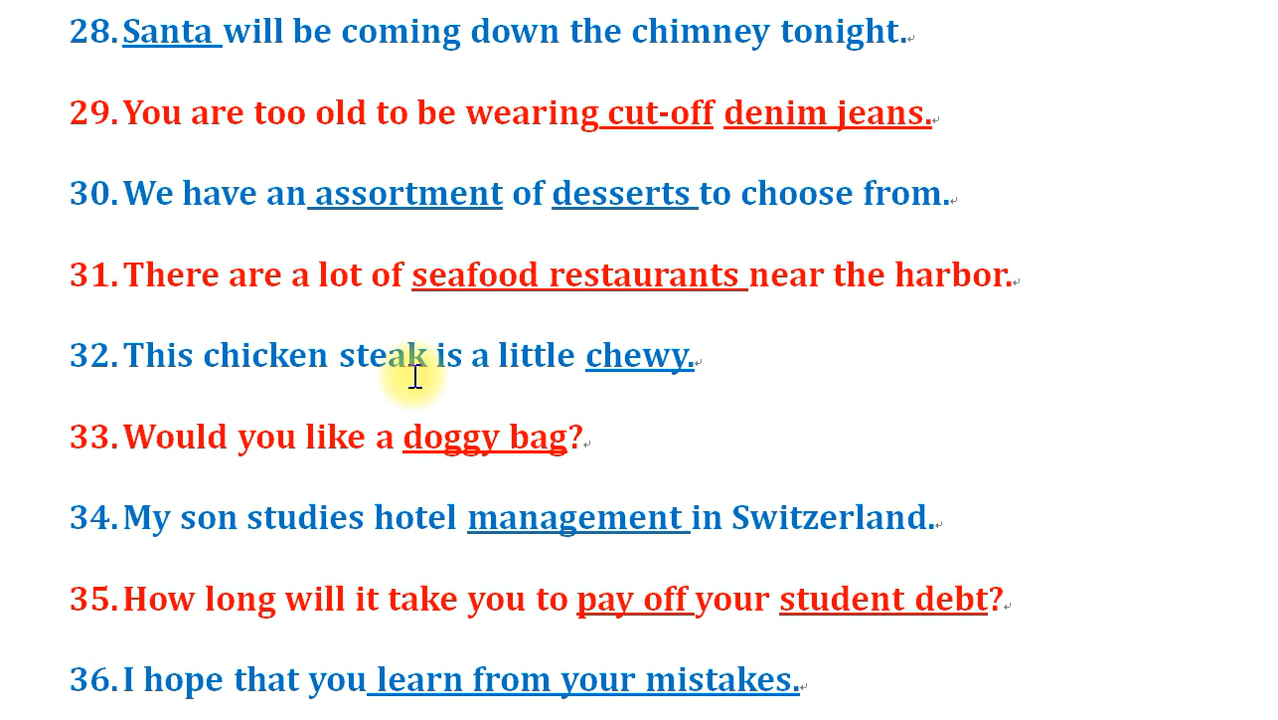 28. Santa will be coming down the chimney tonight.
29. You are too old to be wearing cut-off denim jeans.
30. We have an assortment of desserts to choose from.
31. There are a lot of seafood restaurants near the harbor.
32. This chicken steak is a little chewy.
33. Would you like a doggy bag?
34. My son studies hotel management in Switzerland.
35. How long will it take you to pay off your student debt?
36. I hope that you learn from your mistakes.